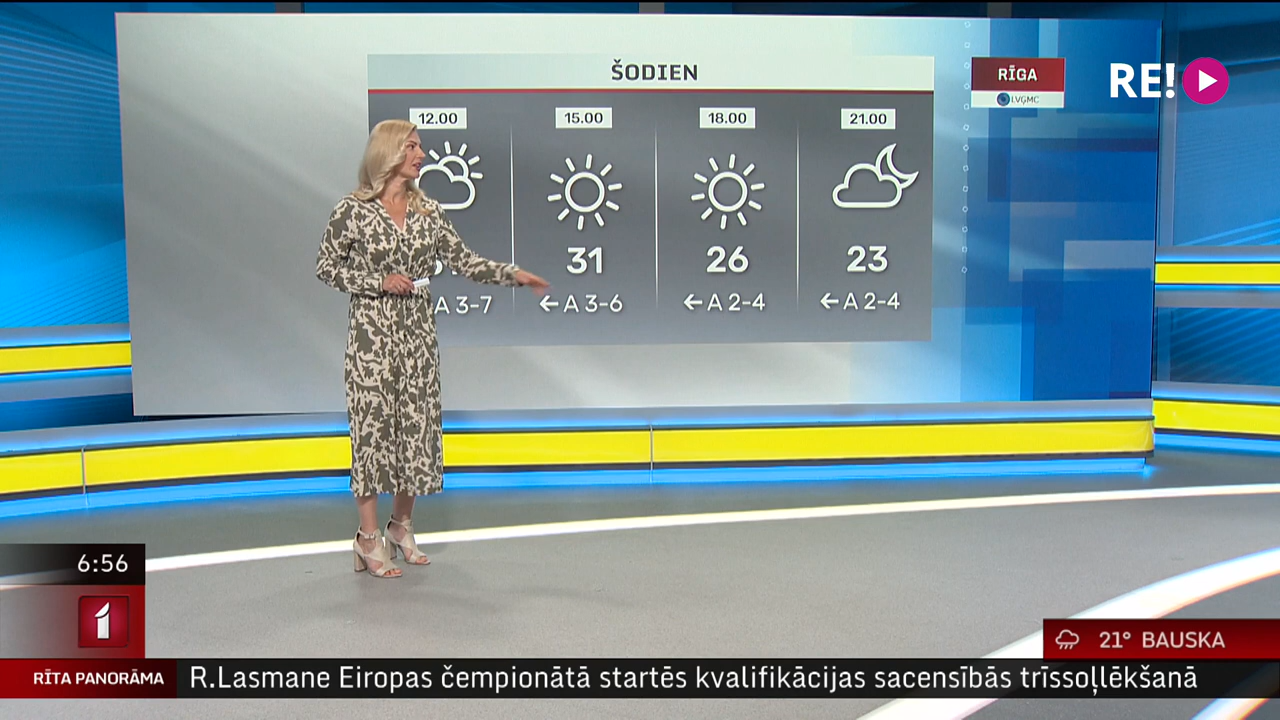 ŠODIEN
RĪGA
LVĢMC
RE!
12.00
15.00
18.00
21.00
31
26
23
A 3-7
←A 3-6
←A 2-4
←A 2-4
6:56
1
21° BAUSKA
RĪTA PANORĀMA
R.Lasmane Eiropas čempionātā startēs kvalifikācijas sacensībās trīssoļlēkšanā